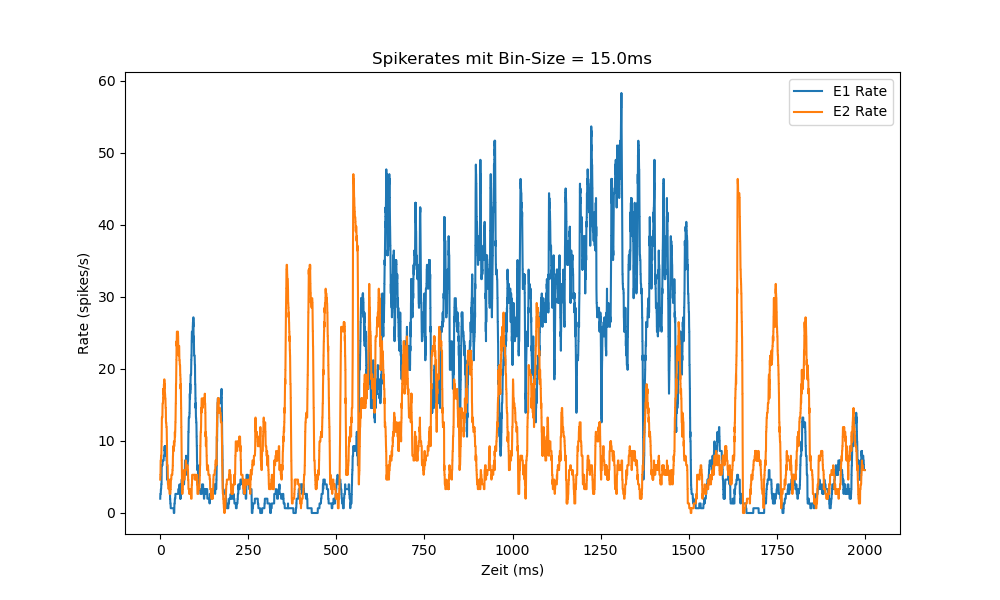 Spikerates mit Bin-Size = 15.0ms
E1 Rate
E2 Rate
60
50
40
30
20
10
0
Rate (spikes/s)
0 250 500 750 1000 1250 1500 1750 2000
Zeit (ms)